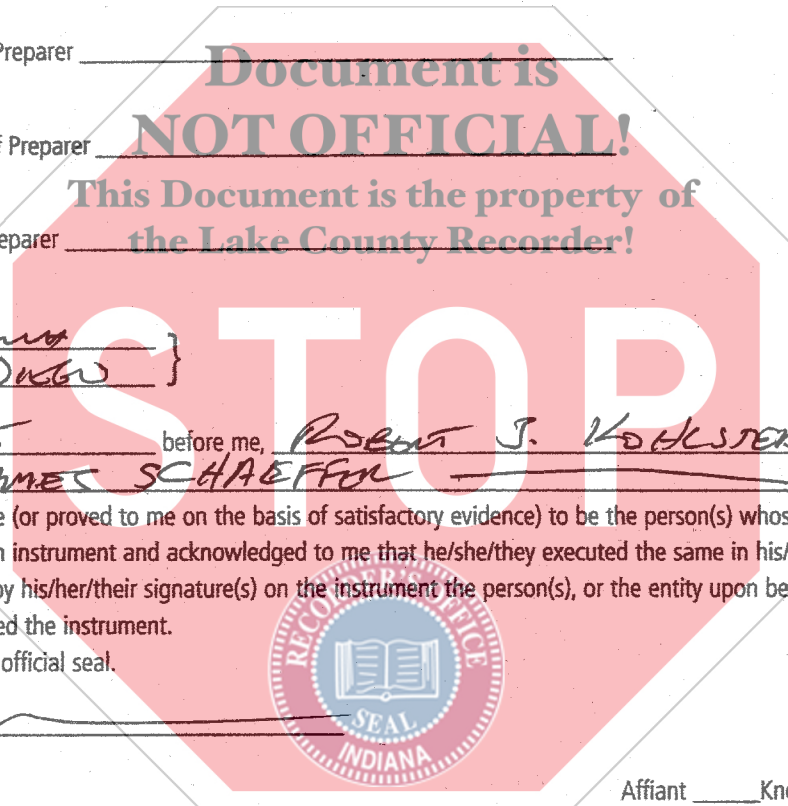 Preparer
Document is
f Preparer
NOT OFFICIAL!
This Document is the property of
eparer
the Lake County Recorder!
STOP
before me, Robert J.
SCHAEFFER
e (or proved to me on the basis of satisfactory evidence) to be the person(s) whos
n instrument and acknowledged to me that he/she/they executed the same in his/
by his/her/their signature(s) on the instrument the person(s), or the entity upon be
ed the instrument.
official seal.
RECORDER'S OFFICE
SEAL
INDIANA
Affiant Kno